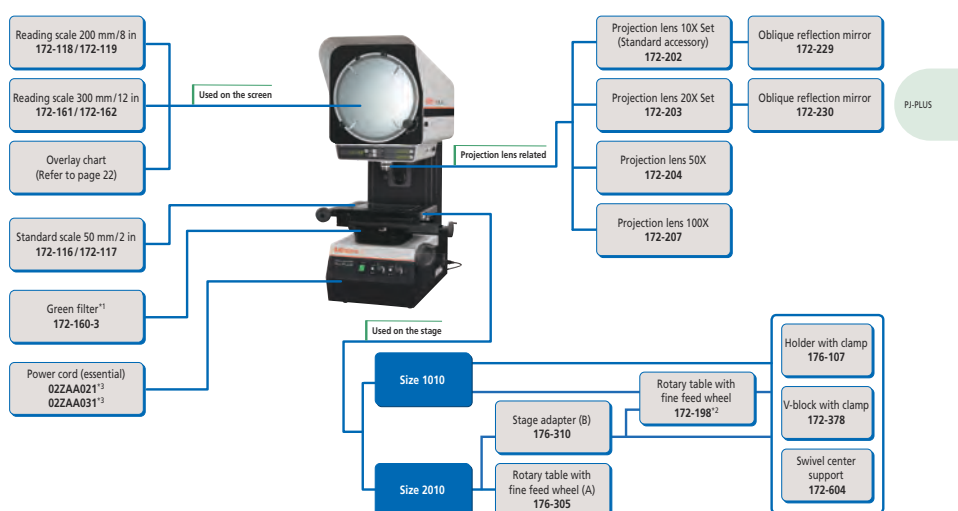 Reading scale 200 mm/8 in
172-118/172-119
Reading scale 300 mm/12 in
172-161/172-162
Overlay chart
(Refer to page 22)
Used on the screen
Standard scale 50 mm/2 in
172-116/172-117
Green filter*1
172-160-3
Power cord (essential)
02ZAA021*3
02ZAA031*3
Projection lens related
Projection lens 10X Set
(Standard accessory)
172-202
Oblique reflection mirror
172-229
Projection lens 20X Set
172-203
Oblique reflection mirror
172-230
Projection lens 50X
172-204
Projection lens 100X
172-207
PJ-PLUS
Used on the stage
Size 1010
Size 2010
Stage adapter (B)
176-310
Rotary table with
fine feed wheel (A)
176-305
Rotary table with
fine feed wheel
172-198*2
Holder with clamp
176-107
V-block with clamp
172-378
Swivel center
support
172-604